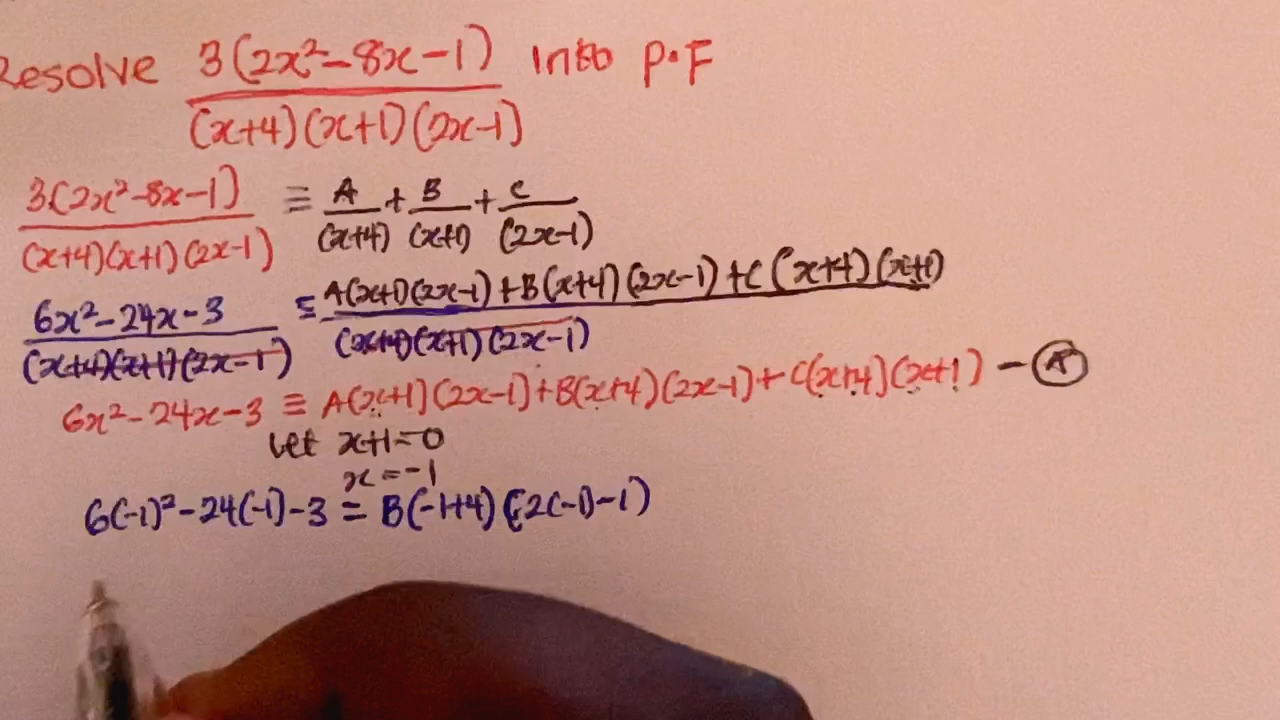 Resolve 3(2x²-8x-1) into P.F
(x+4)(x+1)(2x-1)
3(2x²-8x-1) ≡ A + B + C
(x+4)(x+1)(2x-1) (x+4) (x+1) (2x-1)
6x²-24x-3 ≡ A(x+1)(2x-1)+B(x+4)(2x-1)+C(x+4)(x+1)
(x+4)(x+1)(2x-1) (x+4)(x+1)(2x-1)
6x²-24x-3 ≡ A(x+1)(2x-1)+B(x+4)(2x-1)+C(x+4)(x+1) - A
let x+1=0
x=-1
6(-1)²-24(-1)-3 = B(-1+4)(2(-1)-1)